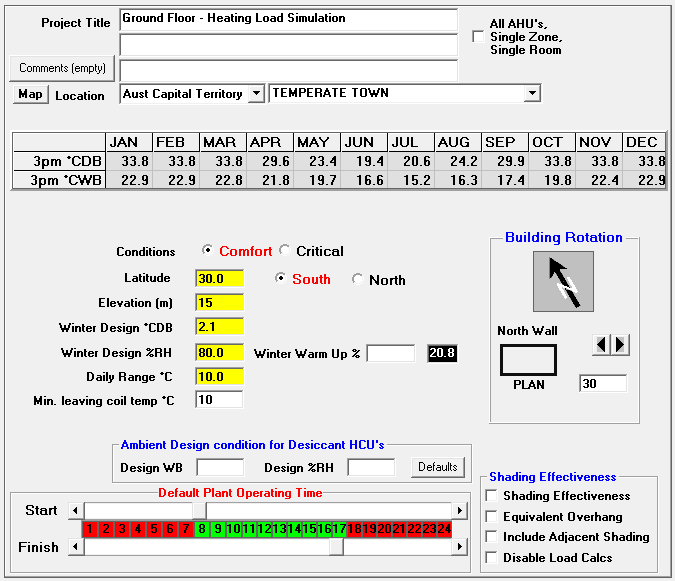 Project Title Ground Floor - Heating Load Simulation
All AHU's,
Single Zone,
Single Room
Comments (empty)
Map Location Aust Capital Territory TEMPERATE TOWN
JAN FEB MAR APR MAY JUN JUL AUG SEP OCT NOV DEC
3pm *CDB 33.8 33.8 33.8 29.6 23.4 19.4 20.6 24.2 29.9 33.8 33.8 33.8
3pm *CWB 22.9 22.9 22.8 21.8 19.7 16.6 15.2 16.3 17.4 19.8 22.4 22.9
Conditions Comfort Critical
Latitude 30.0 South North
Elevation (m) 15
Winter Design *CDB 2.1
Winter Design %RH 80.0 Winter Warm Up % 20.8
Daily Range *C 10.0
Min. leaving coil temp *C 10
Building Rotation
N
North Wall
PLAN 30
Ambient Design condition for Desiccant HCU's
Design WB Design %RH Defaults
Default Plant Operating Time
Start
1 2 3 4 5 6 7 8 9 10 11 12 13 14 15 16 17 18 19 20 21 22 23 24
Finish
Shading Effectiveness
Shading Effectiveness
Equivalent Overhang
Include Adjacent Shading
Disable Load Calcs